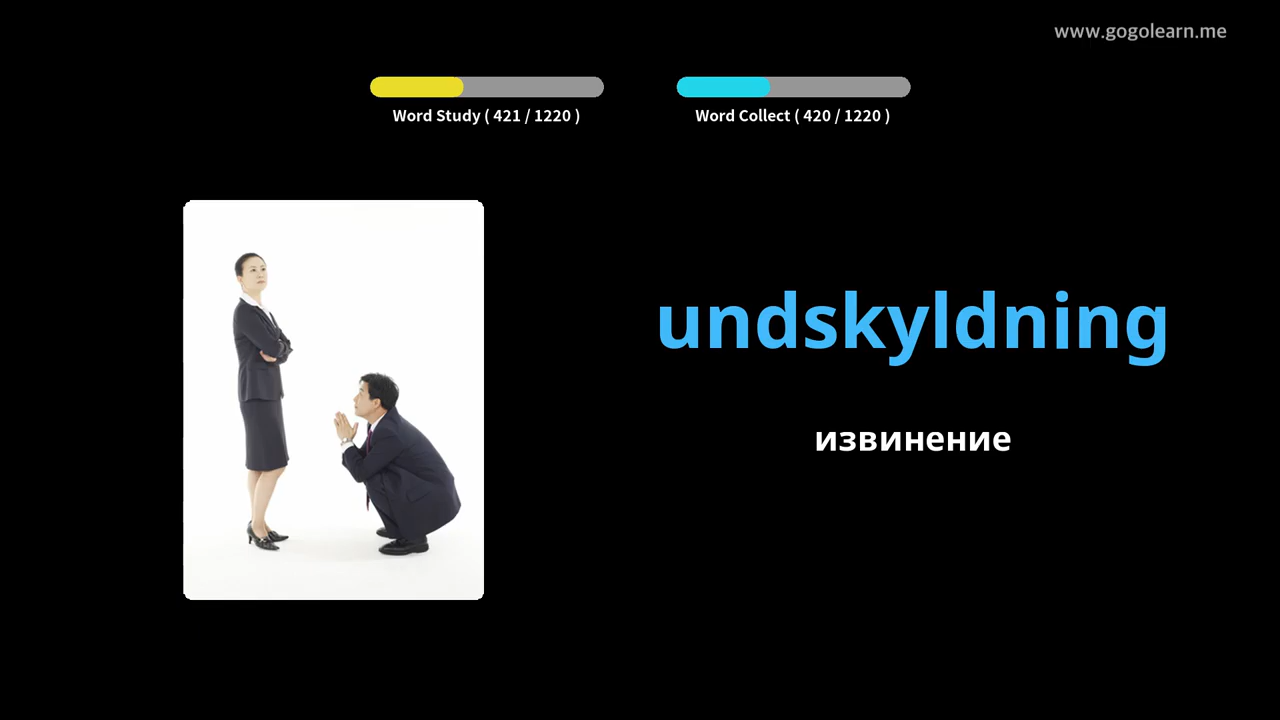 www.gogolearn.me
Word Study ( 421 / 1220 )
Word Collect ( 420 / 1220 )
undskyldning
извинение